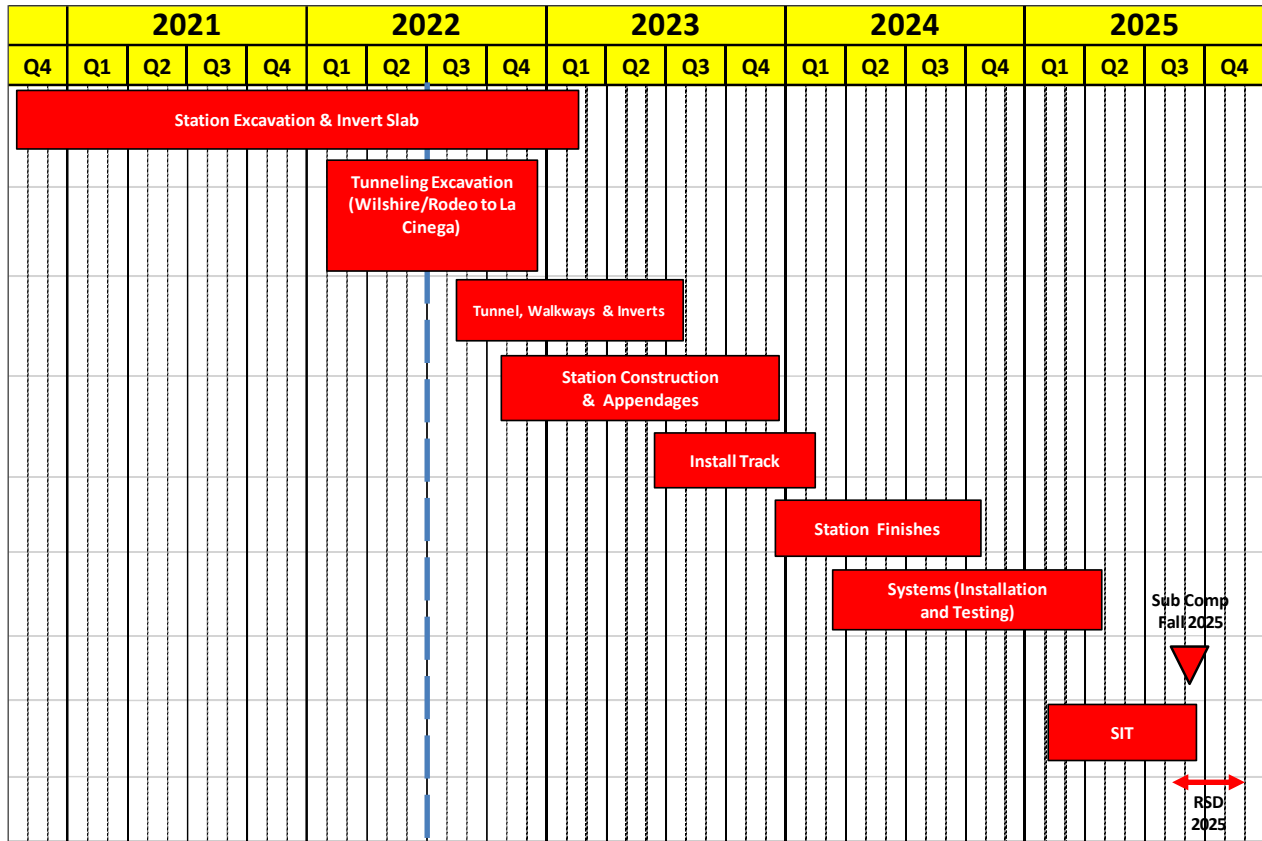 2021 2022 2023 2024 2025
Q4 Q1 Q2 Q3 Q4 Q1 Q2 Q3 Q4 Q1 Q2 Q3 Q4 Q1 Q2 Q3 Q4 Q1 Q2 Q3 Q4
Station Excavation & Invert Slab
Tunneling Excavation
(Wilshire/Rodeo to La
Cinega)
Tunnel, Walkways & Inverts
Station Construction
& Appendages
Install Track
Station Finishes
Systems (Installation
and Testing)
Sub Comp
Fall 2025
SIT
RSD
2025